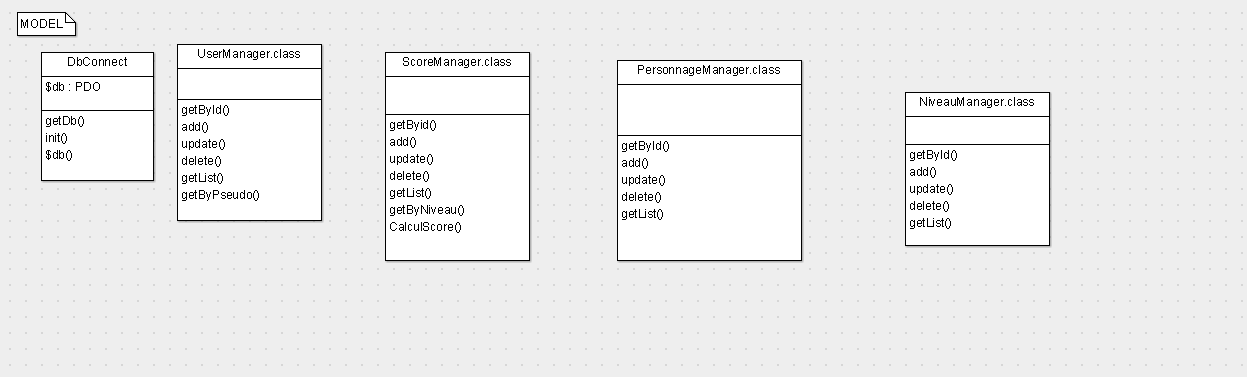 MODEL
DbConnect
$db : PDO
getDb()
init()
$db()
UserManager.class
getById()
add()
update()
delete()
getList()
getByPseudo()
ScoreManager.class
getByid()
add()
update()
delete()
getList()
getByNiveau()
CalculScore()
PersonnageManager.class
getById()
add()
update()
delete()
getList()
NiveauManager.class
getById()
add()
update()
delete()
getList()